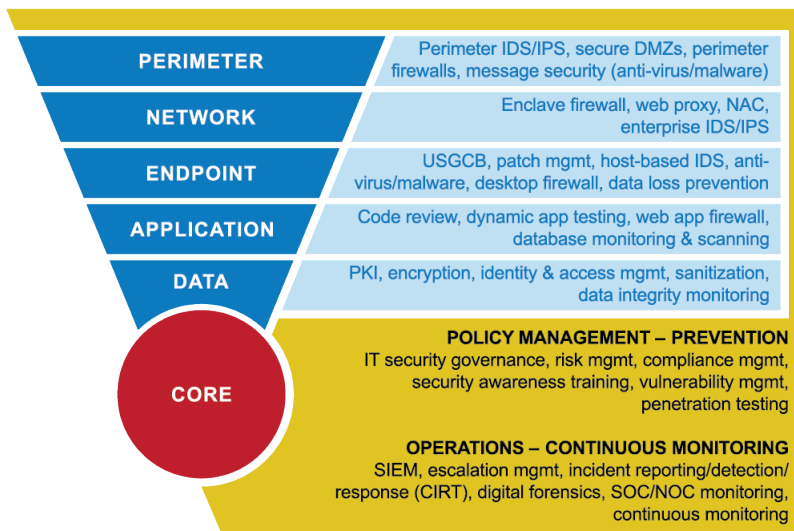 PERIMETER
Perimeter IDS/IPS, secure DMZs, perimeter
firewalls, message security (anti-virus/malware)
NETWORK
Enclave firewall, web proxy, NAC,
enterprise IDS/IPS
ENDPOINT
USGCB, patch mgmt, host-based IDS, anti-
virus/malware, desktop firewall, data loss prevention
APPLICATION
Code review, dynamic app testing, web app firewall,
database monitoring & scanning
DATA
PKI, encryption, identity & access mgmt, sanitization,
data integrity monitoring
CORE
POLICY MANAGEMENT – PREVENTION
IT security governance, risk mgmt, compliance mgmt,
security awareness training, vulnerability mgmt,
penetration testing
OPERATIONS – CONTINUOUS MONITORING
SIEM, escalation mgmt, incident reporting/detection/
response (CIRT), digital forensics, SOC/NOC monitoring,
continuous monitoring